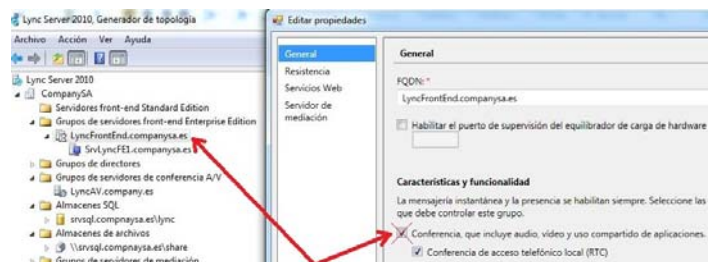 Lync Server 2010, Generador de topología
Archivo Acción Ver Ayuda
Lync Server 2010
CompanySA
Servidores front-end Standard Edition
Grupos de servidores front-end Enterprise Edition
LyncFrontEnd.companysa.es
SrvLyncFE1.companysa.es
Grupos de directores
Grupos de servidores de conferencia A/V
LyncAV.company.es
Almacenes SQL
srvsql.compnaysa.es\lync
Almacenes de archivos
\\srvsql.compnaysa.es\share
Grupos de servidores de mediación
Editar propiedades
General
Resistencia
Servicios Web
Servidor de
mediación
General
FQDN: *
LyncFrontEnd.companysa.es
Habilitar el puerto de supervisión del equilibrador de carga de hardware
Características y funcionalidad
La mensajería instantánea y la presencia se habilitan siempre. Seleccione las
que debe controlar este grupo.
Conferencia, que incluye audio, vídeo y uso compartido de aplicaciones.
Conferencia de acceso telefónico local (RTC)